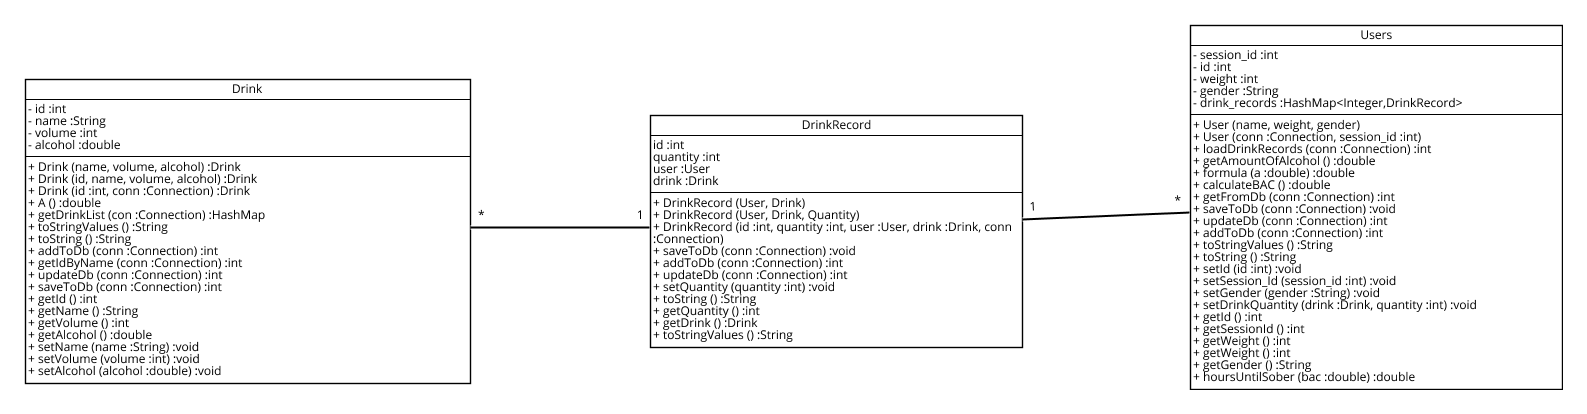 Drink
- id :int
- name :String
- volume :int
- alcohol :double
+ Drink (name, volume, alcohol) :Drink
+ Drink (id, name, volume, alcohol) :Drink
+ Drink (id :int, conn :Connection) :Drink
+ A () :double
+ getDrinkList (con :Connection) :HashMap
+ toStringValues () :String
+ toString () :String
+ addToDb (conn :Connection) :int
+ getIdByName (conn :Connection) :int
+ updateDb (conn :Connection) :int
+ saveToDb (conn :Connection) :int
+ getId () :int
+ getName () :String
+ getVolume () :int
+ getAlcohol () :double
+ setName (name :String) :void
+ setVolume (volume :int) :void
+ setAlcohol (alcohol :double) :void
*
1
DrinkRecord
id :int
quantity :int
user :User
drink :Drink
+ DrinkRecord (User, Drink)
+ DrinkRecord (User, Drink, Quantity)
+ DrinkRecord (id :int, quantity :int, user :User, drink :Drink, conn
:Connection)
+ saveToDb (conn :Connection) :void
+ addToDb (conn :Connection) :int
+ updateDb (conn :Connection) :int
+ setQuantity (quantity :int) :void
+ toString () :String
+ getQuantity () :int
+ getDrink () :Drink
+ toStringValues () :String
1
*
Users
- session_id :int
- id :int
- weight :int
- gender :String
- drink_records :HashMap<Integer,DrinkRecord>
+ User (name, weight, gender)
+ User (conn :Connection, session_id :int)
+ loadDrinkRecords (conn :Connection) :int
+ getAmountOfAlcohol () :double
+ formula (a :double) :double
+ calculateBAC () :double
+ getFromDb (conn :Connection) :int
+ saveToDb (conn :Connection) :void
+ updateDb (conn :Connection) :int
+ addToDb (conn :Connection) :int
+ toStringValues () :String
+ toString () :String
+ setId (id :int) :void
+ setSession_Id (session_id :int) :void
+ setGender (gender :String) :void
+ setDrinkQuantity (drink :Drink, quantity :int) :void
+ getId () :int
+ getSessionId () :int
+ getWeight () :int
+ getWeight () :int
+ getGender () :String
+ hoursUntilSober (bac :double) :double